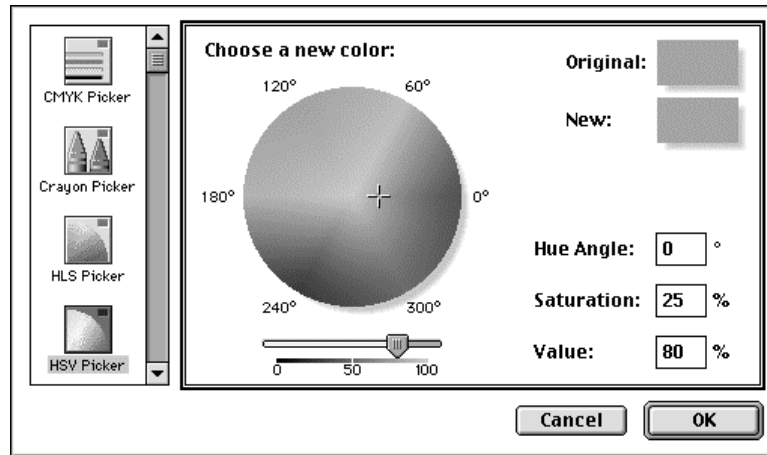 CMYK Picker
Crayon Picker
HLS Picker
HSV Picker
Choose a new color:
120°
60°
180°
0°
240°
300°
0
50
100
Original:
New:
Hue Angle: 0 °
Saturation: 25 %
Value: 80 %
Cancel
OK